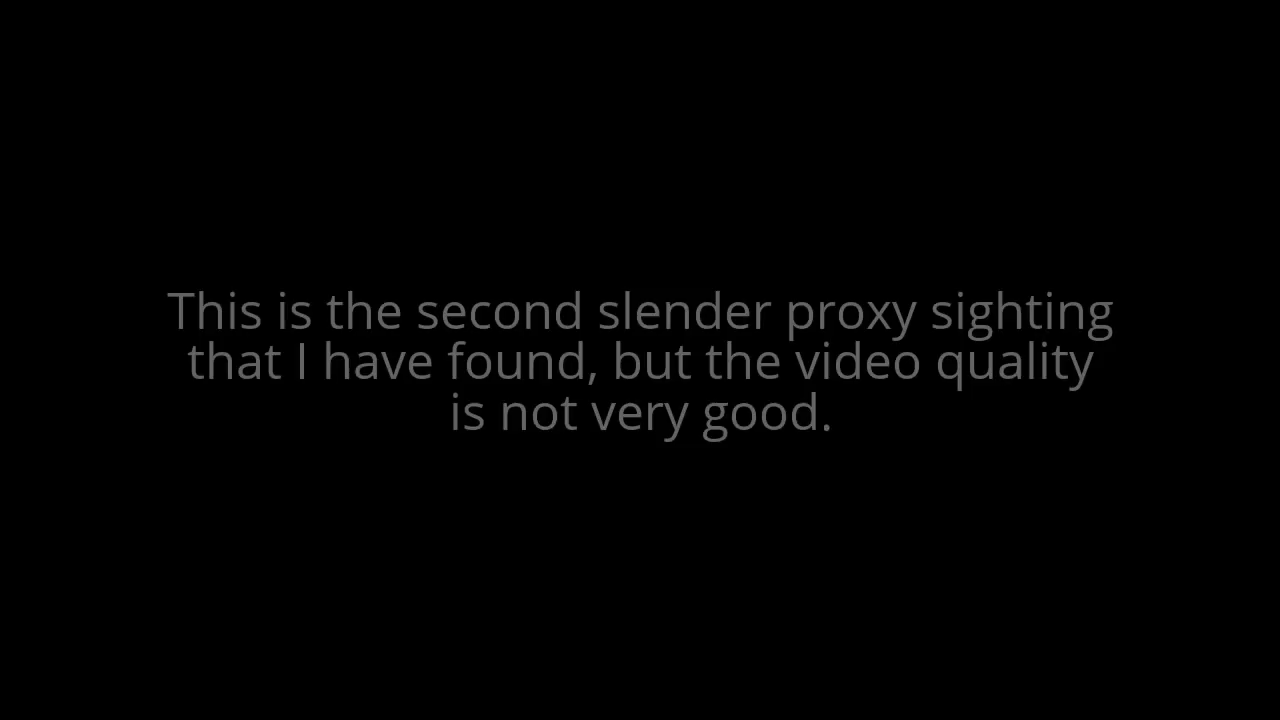 This is the second slender proxy sighting
that I have found, but the video quality
is not very good.